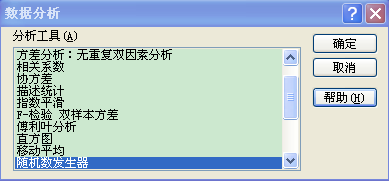 数据分析
分析工具(A)
确定
方差分析：无重复双因素分析
相关系数
取消
协方差
描述统计
指数平滑
帮助(H)
F-检验 双样本方差
傅利叶分析
直方图
移动平均
随机数发生器